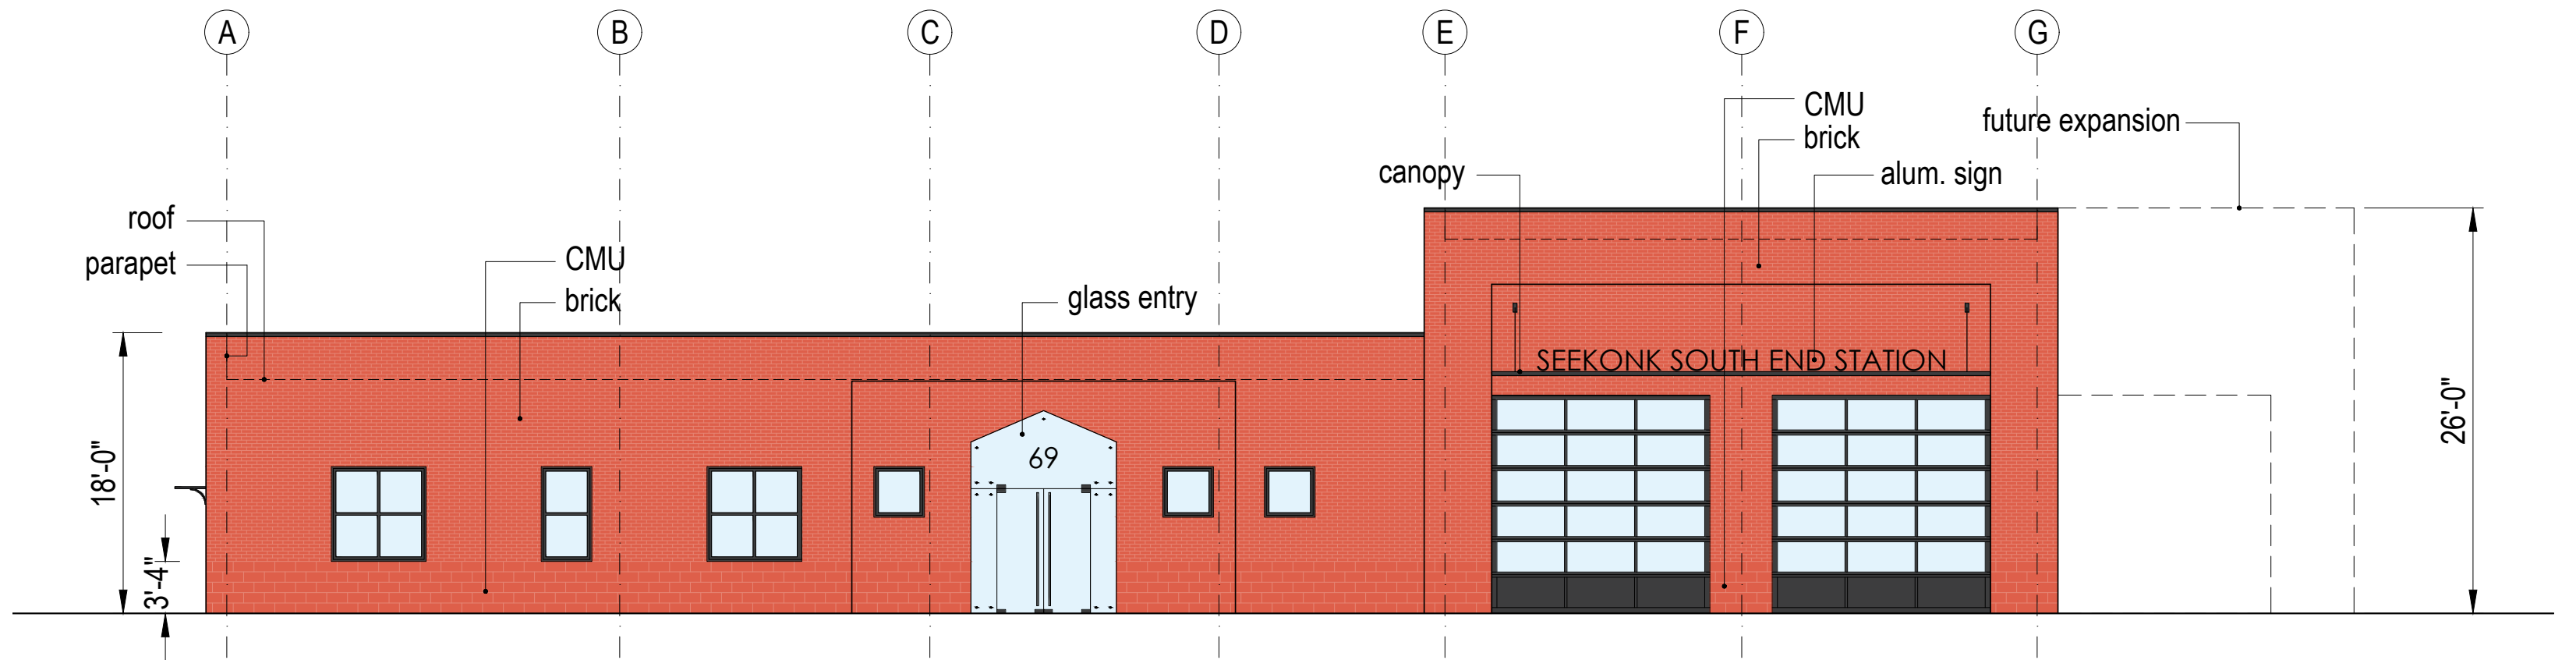 A B C D E F G
CMU
brick
future expansion
canopy
alum. sign
roof
parapet
CMU
brick
glass entry
SEEKONK SOUTH END STATION
69
18'-0"
3'-4"
26'-0"